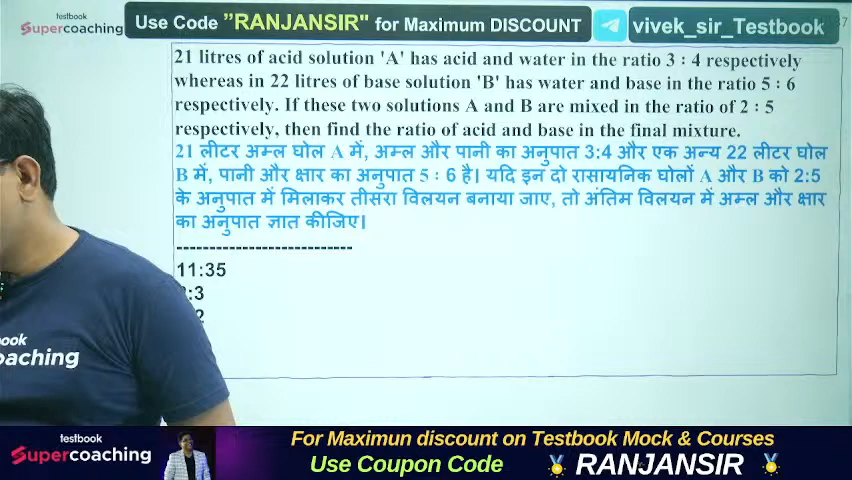 testbook
Supercoaching
Use Code "RANJANSIR" for Maximum DISCOUNT
vivek_sir_Testbook
21 litres of acid solution 'A' has acid and water in the ratio 3 : 4 respectively
whereas in 22 litres of base solution 'B' has water and base in the ratio 5 : 6
respectively. If these two solutions A and B are mixed in the ratio of 2 : 5
respectively, then find the ratio of acid and base in the final mixture.
21 लीटर अम्ल घोल A में, अम्ल और पानी का अनुपात 3:4 और एक अन्य 22 लीटर घोल
B में, पानी और क्षार का अनुपात 5 : 6 है। यदि इन दो रासायनिक घोलों A और B को 2:5
के अनुपात में मिलाकर तीसरा विलयन बनाया जाए, तो अंतिम विलयन में अम्ल और क्षार
का अनुपात ज्ञात कीजिए।
--------------------------
11:35
:3
2
book
oaching
testbook
Supercoaching
For Maximun discount on Testbook Mock & Courses
Use Coupon Code
RANJANSIR